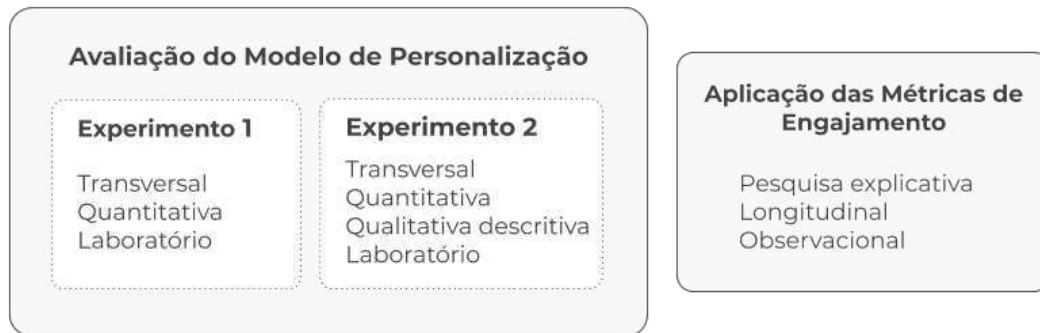 Avaliação do Modelo de Personalização
Experimento 1
Transversal
Quantitativa
Laboratório
Experimento 2
Transversal
Quantitativa
Qualitativa descritiva
Laboratório
Aplicação das Métricas de
Engajamento
Pesquisa explicativa
Longitudinal
Observacional